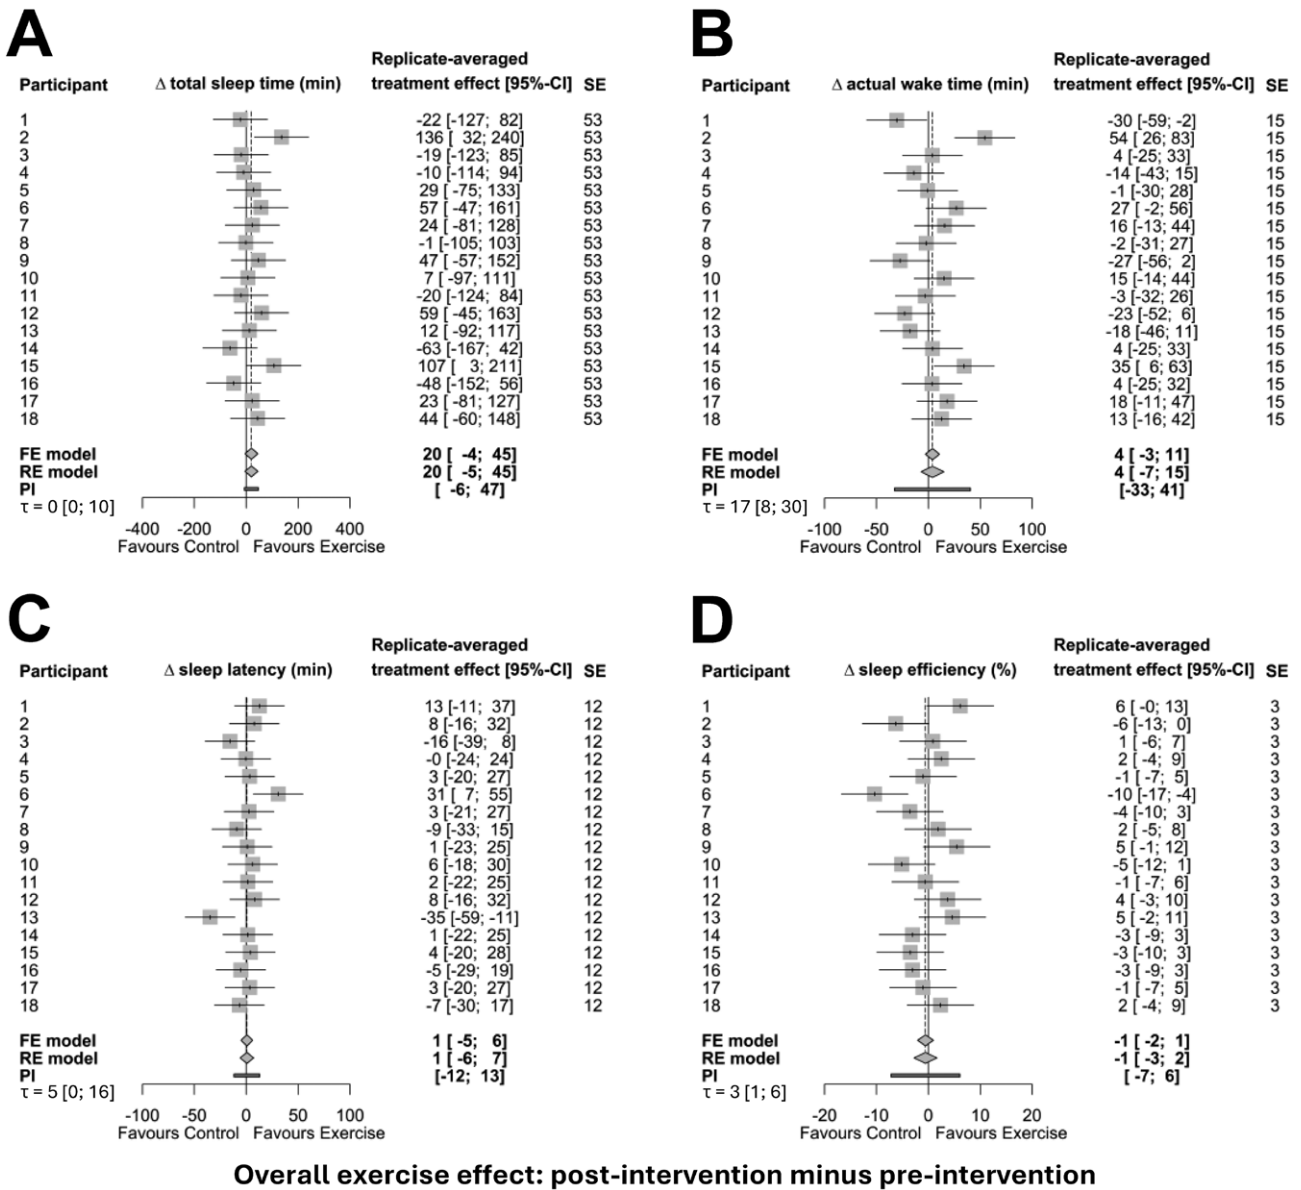 A
Replicate-averaged
Participant Δ total sleep time (min) treatment effect [95%-CI] SE
1 -22 [-127; 82] 53
2 136 [ 32; 240] 53
3 -19 [-123; 85] 53
4 -10 [-114; 94] 53
5 29 [ -75; 133] 53
6 57 [ -47; 161] 53
7 24 [ -81; 128] 53
8 -1 [-105; 103] 53
9 47 [ -57; 152] 53
10 7 [ -97; 111] 53
11 -20 [-124; 84] 53
12 59 [ -45; 163] 53
13 12 [ -92; 117] 53
14 -63 [-167; 42] 53
15 107 [ 3; 211] 53
16 -48 [-152; 56] 53
17 23 [ -81; 127] 53
18 44 [ -60; 148] 53
FE model 20 [ -4; 45]
RE model 20 [ -5; 45]
PI [ -6; 47]
τ = 0 [0; 10]
-400 -200 0 200 400
Favours Control Favours Exercise
B
Replicate-averaged
Participant Δ actual wake time (min) treatment effect [95%-CI] SE
1 -30 [-59; -2] 15
2 54 [ 26; 83] 15
3 4 [-25; 33] 15
4 -14 [-43; 15] 15
5 -1 [-30; 28] 15
6 27 [ -2; 56] 15
7 16 [-13; 44] 15
8 -2 [-31; 27] 15
9 -27 [-56; 2] 15
10 15 [-14; 44] 15
11 -3 [-32; 26] 15
12 -23 [-52; 6] 15
13 -18 [-46; 11] 15
14 4 [-25; 33] 15
15 35 [ 6; 63] 15
16 4 [-25; 32] 15
17 18 [-11; 47] 15
18 13 [-16; 42] 15
FE model 4 [ -3; 11]
RE model 4 [ -7; 15]
PI [-33; 41]
τ = 17 [8; 30]
-100 -50 0 50 100
Favours Control Favours Exercise
C
Replicate-averaged
Participant Δ sleep latency (min) treatment effect [95%-CI] SE
1 13 [-11; 37] 12
2 8 [-16; 32] 12
3 -16 [-39; 8] 12
4 -0 [-24; 24] 12
5 3 [-20; 27] 12
6 31 [ 7; 55] 12
7 3 [-21; 27] 12
8 -9 [-33; 15] 12
9 1 [-23; 25] 12
10 6 [-18; 30] 12
11 2 [-22; 25] 12
12 8 [-16; 32] 12
13 -35 [-59; -11] 12
14 1 [-22; 25] 12
15 4 [-20; 28] 12
16 -5 [-29; 19] 12
17 3 [-20; 27] 12
18 -7 [-30; 17] 12
FE model 1 [ -5; 6]
RE model 1 [ -6; 7]
PI [-12; 13]
τ = 5 [0; 16]
-100 -50 0 50 100
Favours Control Favours Exercise
D
Replicate-averaged
Participant Δ sleep efficiency (%) treatment effect [95%-CI] SE
1 6 [ -0; 13] 3
2 -6 [-13; 0] 3
3 1 [ -6; 7] 3
4 2 [ -4; 9] 3
5 -1 [ -7; 5] 3
6 -10 [-17; -4] 3
7 -4 [-10; 3] 3
8 2 [ -5; 8] 3
9 5 [ -1; 12] 3
10 -5 [-12; 1] 3
11 -1 [ -7; 6] 3
12 4 [ -3; 10] 3
13 5 [ -2; 11] 3
14 -3 [ -9; 3] 3
15 -3 [-10; 3] 3
16 -3 [ -9; 3] 3
17 -1 [ -7; 5] 3
18 2 [ -4; 9] 3
FE model -1 [ -2; 1]
RE model -1 [ -3; 2]
PI [ -7; 6]
τ = 3 [1; 6]
-20 -10 0 10 20
Favours Control Favours Exercise
Overall exercise effect: post-intervention minus pre-intervention